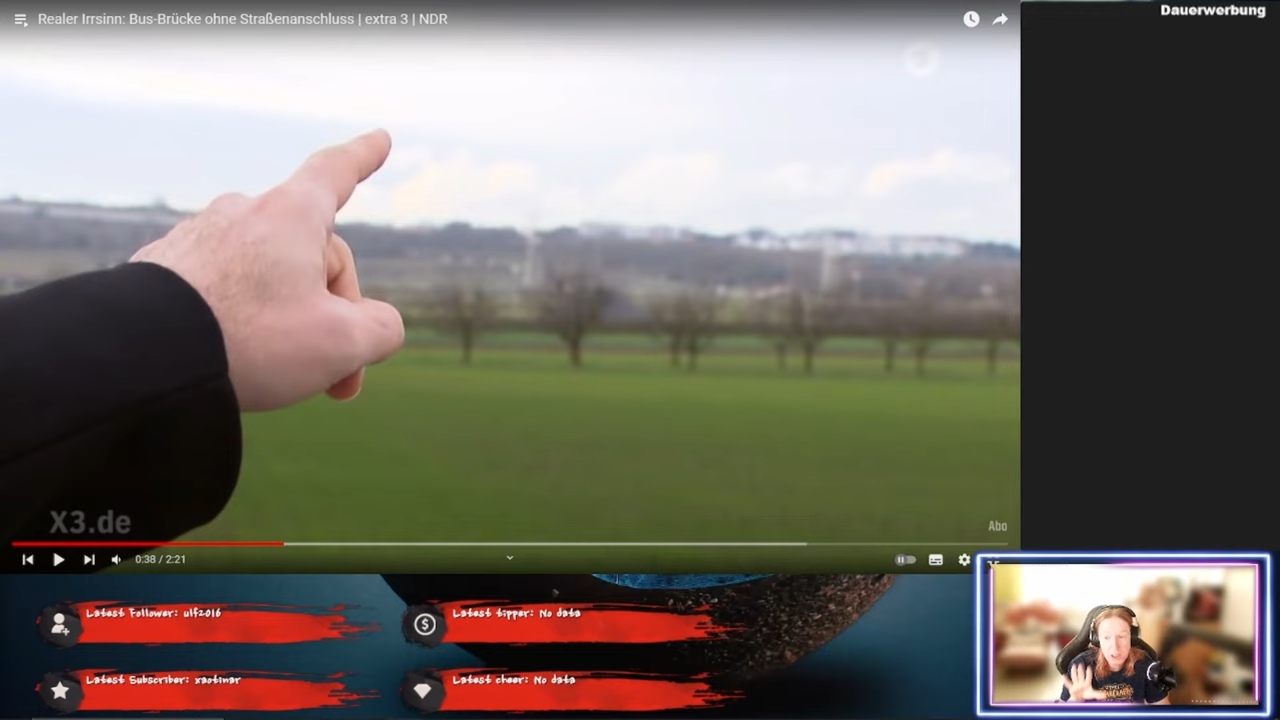 Realer Irrsinn: Bus-Brücke ohne Straßenanschluss | extra 3 | NDR
Dauerwerbung
X3.de
Abo
0:38 / 2:21
Latest Follower: ulf2016
Latest tipper: No data
Latest Subscriber: xaotinar
Latest cheer: No data